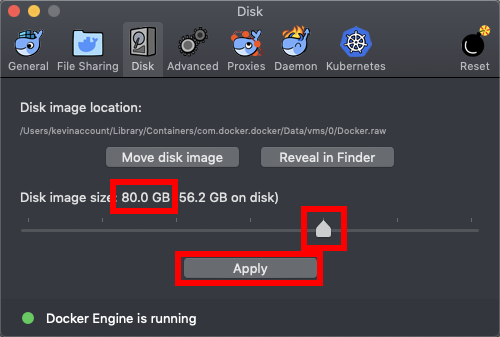 Disk
General File Sharing Disk Advanced Proxies Daemon Kubernetes Reset
Disk image location:
/Users/kevinaccount/Library/Containers/com.docker.docker/Data/vms/0/Docker.raw
Move disk image Reveal in Finder
Disk image size: 80.0 GB (56.2 GB on disk)
Apply
Docker Engine is running